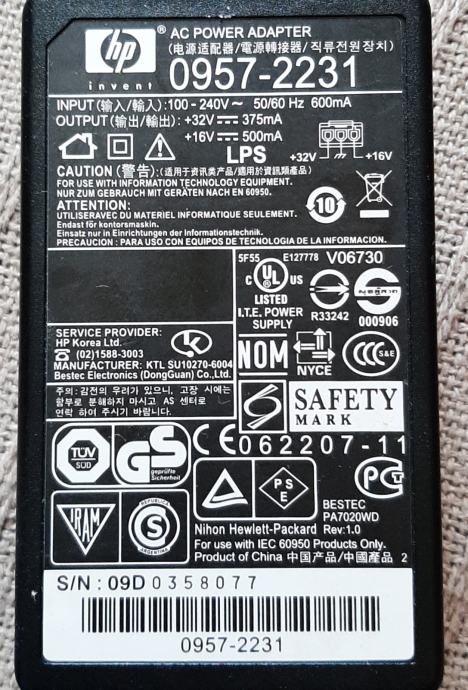 hp ® AC POWER ADAPTER
(电源适配器/電源轉接器/직류전원장치)
invent 0957-2231
INPUT (输入/輸入):100 - 240V~ 50/60 Hz 600mA
OUTPUT (输出/輸出): +32V ⎓ 375mA
+16V ⎓ 500mA
LPS +32V +16V
CAUTION (警告):(适用于资讯类产品/適用於資訊類產品)
FOR USE WITH INFORMATION TECHNOLOGY EQUIPMENT.
NUR ZUM GEBRAUCH MIT GERÄTEN NACH EN 60950.
ATTENTION:
UTILISERAVEC DU MATERIEL INFORMATIQUE SEULEMENT.
Endast för kontorsmaskin.
Einsatz nur in Einrichtungen der Informationstechnik.
PRECAUCION : PARA USO CON EQUIPOS DE TECNOLOGIA DE LA INFORMACION.
10
5F55 E127778 V06730
C UL US
®
LISTED
I.T.E. POWER
SUPPLY
R33242 000906
SERVICE PROVIDER:
HP Korea Ltd.
☎ (02)1588-3003
MANUFACTURER: KTL SU10270-6004
Bestec Electronics (DongGuan) Co.,Ltd.
NOM NYCE CCC S&E
주의: 감전의 우려가 있으니, 고장 시에는
함부로 분해하지 마시고 AS 센터로
연락 하여 주시기 바랍니다.
SAFETY
MARK
TÜV
SÜD
GS
geprüfte
Sicherheit
CE 062207-11
PS
E
BESTEC
PA7020WD
IRAM
REPUBLICA
S
ARGENTINA
Nihon Hewlett-Packard Rev:1.0
For use with IEC 60950 Products Only.
Product of China 中国产品/中國產品 2
S/N : 09D0358077
0957-2231